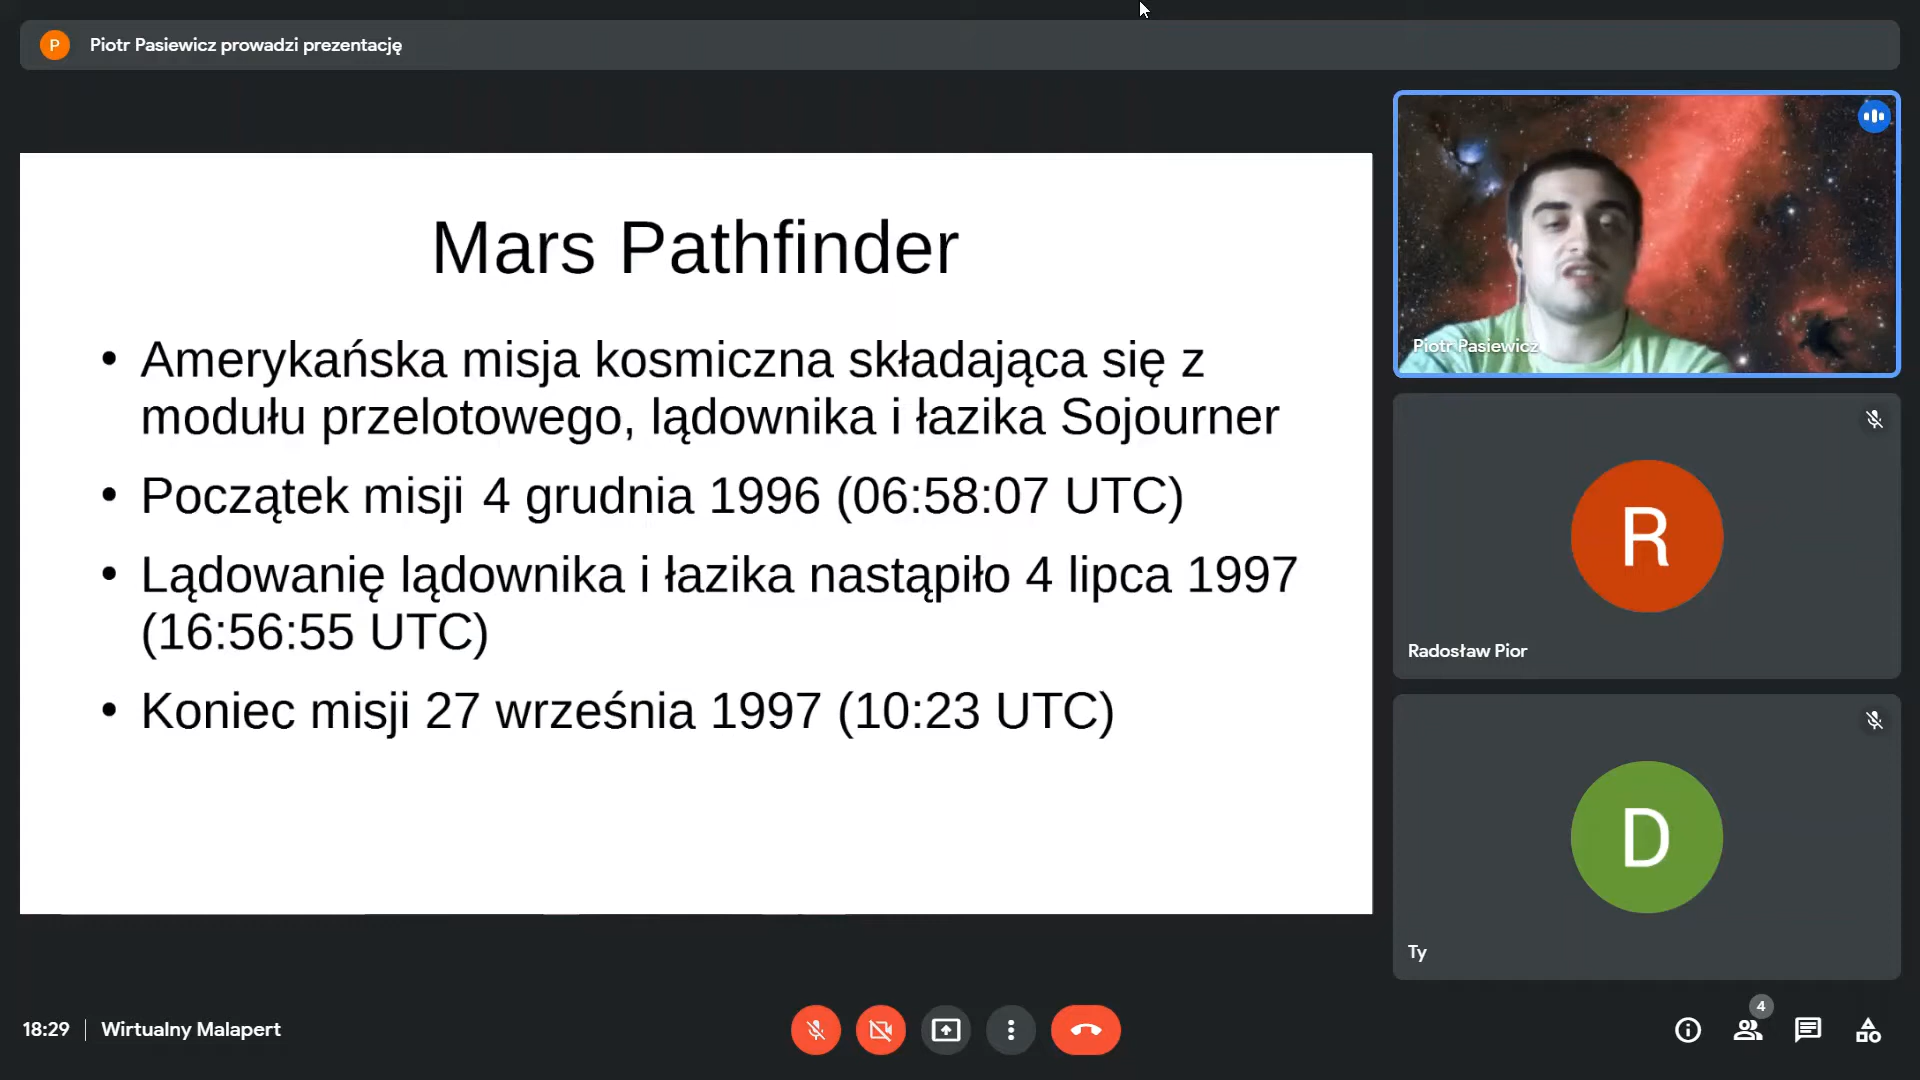 P Piotr Pasiewicz prowadzi prezentację
Mars Pathfinder
• Amerykańska misja kosmiczna składająca się z
modułu przelotowego, lądownika i łazika Sojourner
• Początek misji 4 grudnia 1996 (06:58:07 UTC)
• Lądowanię lądownika i łazika nastąpiło 4 lipca 1997
(16:56:55 UTC)
• Koniec misji 27 września 1997 (10:23 UTC)
Piotr Pasiewicz
R
Radosław Pior
D
Ty
18:29 | Wirtualny Malapert
4